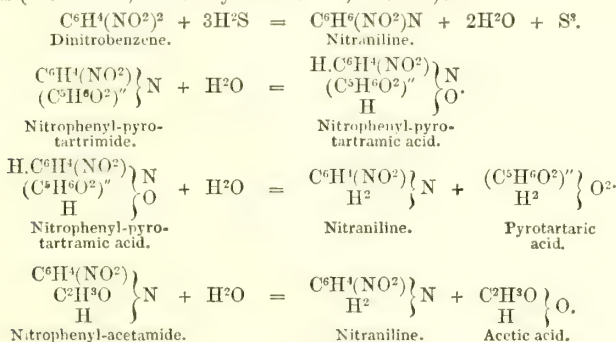 C⁶H⁴(NO²)² + 3H²S = C⁶H⁶(NO²)N + 2H²O + S³.
Dinitrobenzene. Nitraniline.
C⁶H⁴(NO²)
(C⁵H⁶O²)″ } N + H²O = H.C⁶H⁴(NO²)
(C⁵H⁶O²)″
H } N
O.
Nitrophenyl-pyro-
tartrimide. Nitrophenyl-pyro-
tartramic acid.
H.C⁶H⁴(NO²)
(C⁵H⁶O²)″
H } N
O + H²O = C⁶H⁴(NO²)
H² } N + (C⁵H⁶O²)″
H² } O².
Nitrophenyl-pyro-
tartramic acid. Nitraniline. Pyrotartaric
acid.
C⁶H⁴(NO²)
C²H³O
H } N + H²O = C⁶H⁴(NO²)
H² } N + C²H³O
H } O.
Nitrophenyl-acetamide. Nitraniline. Acetic acid.